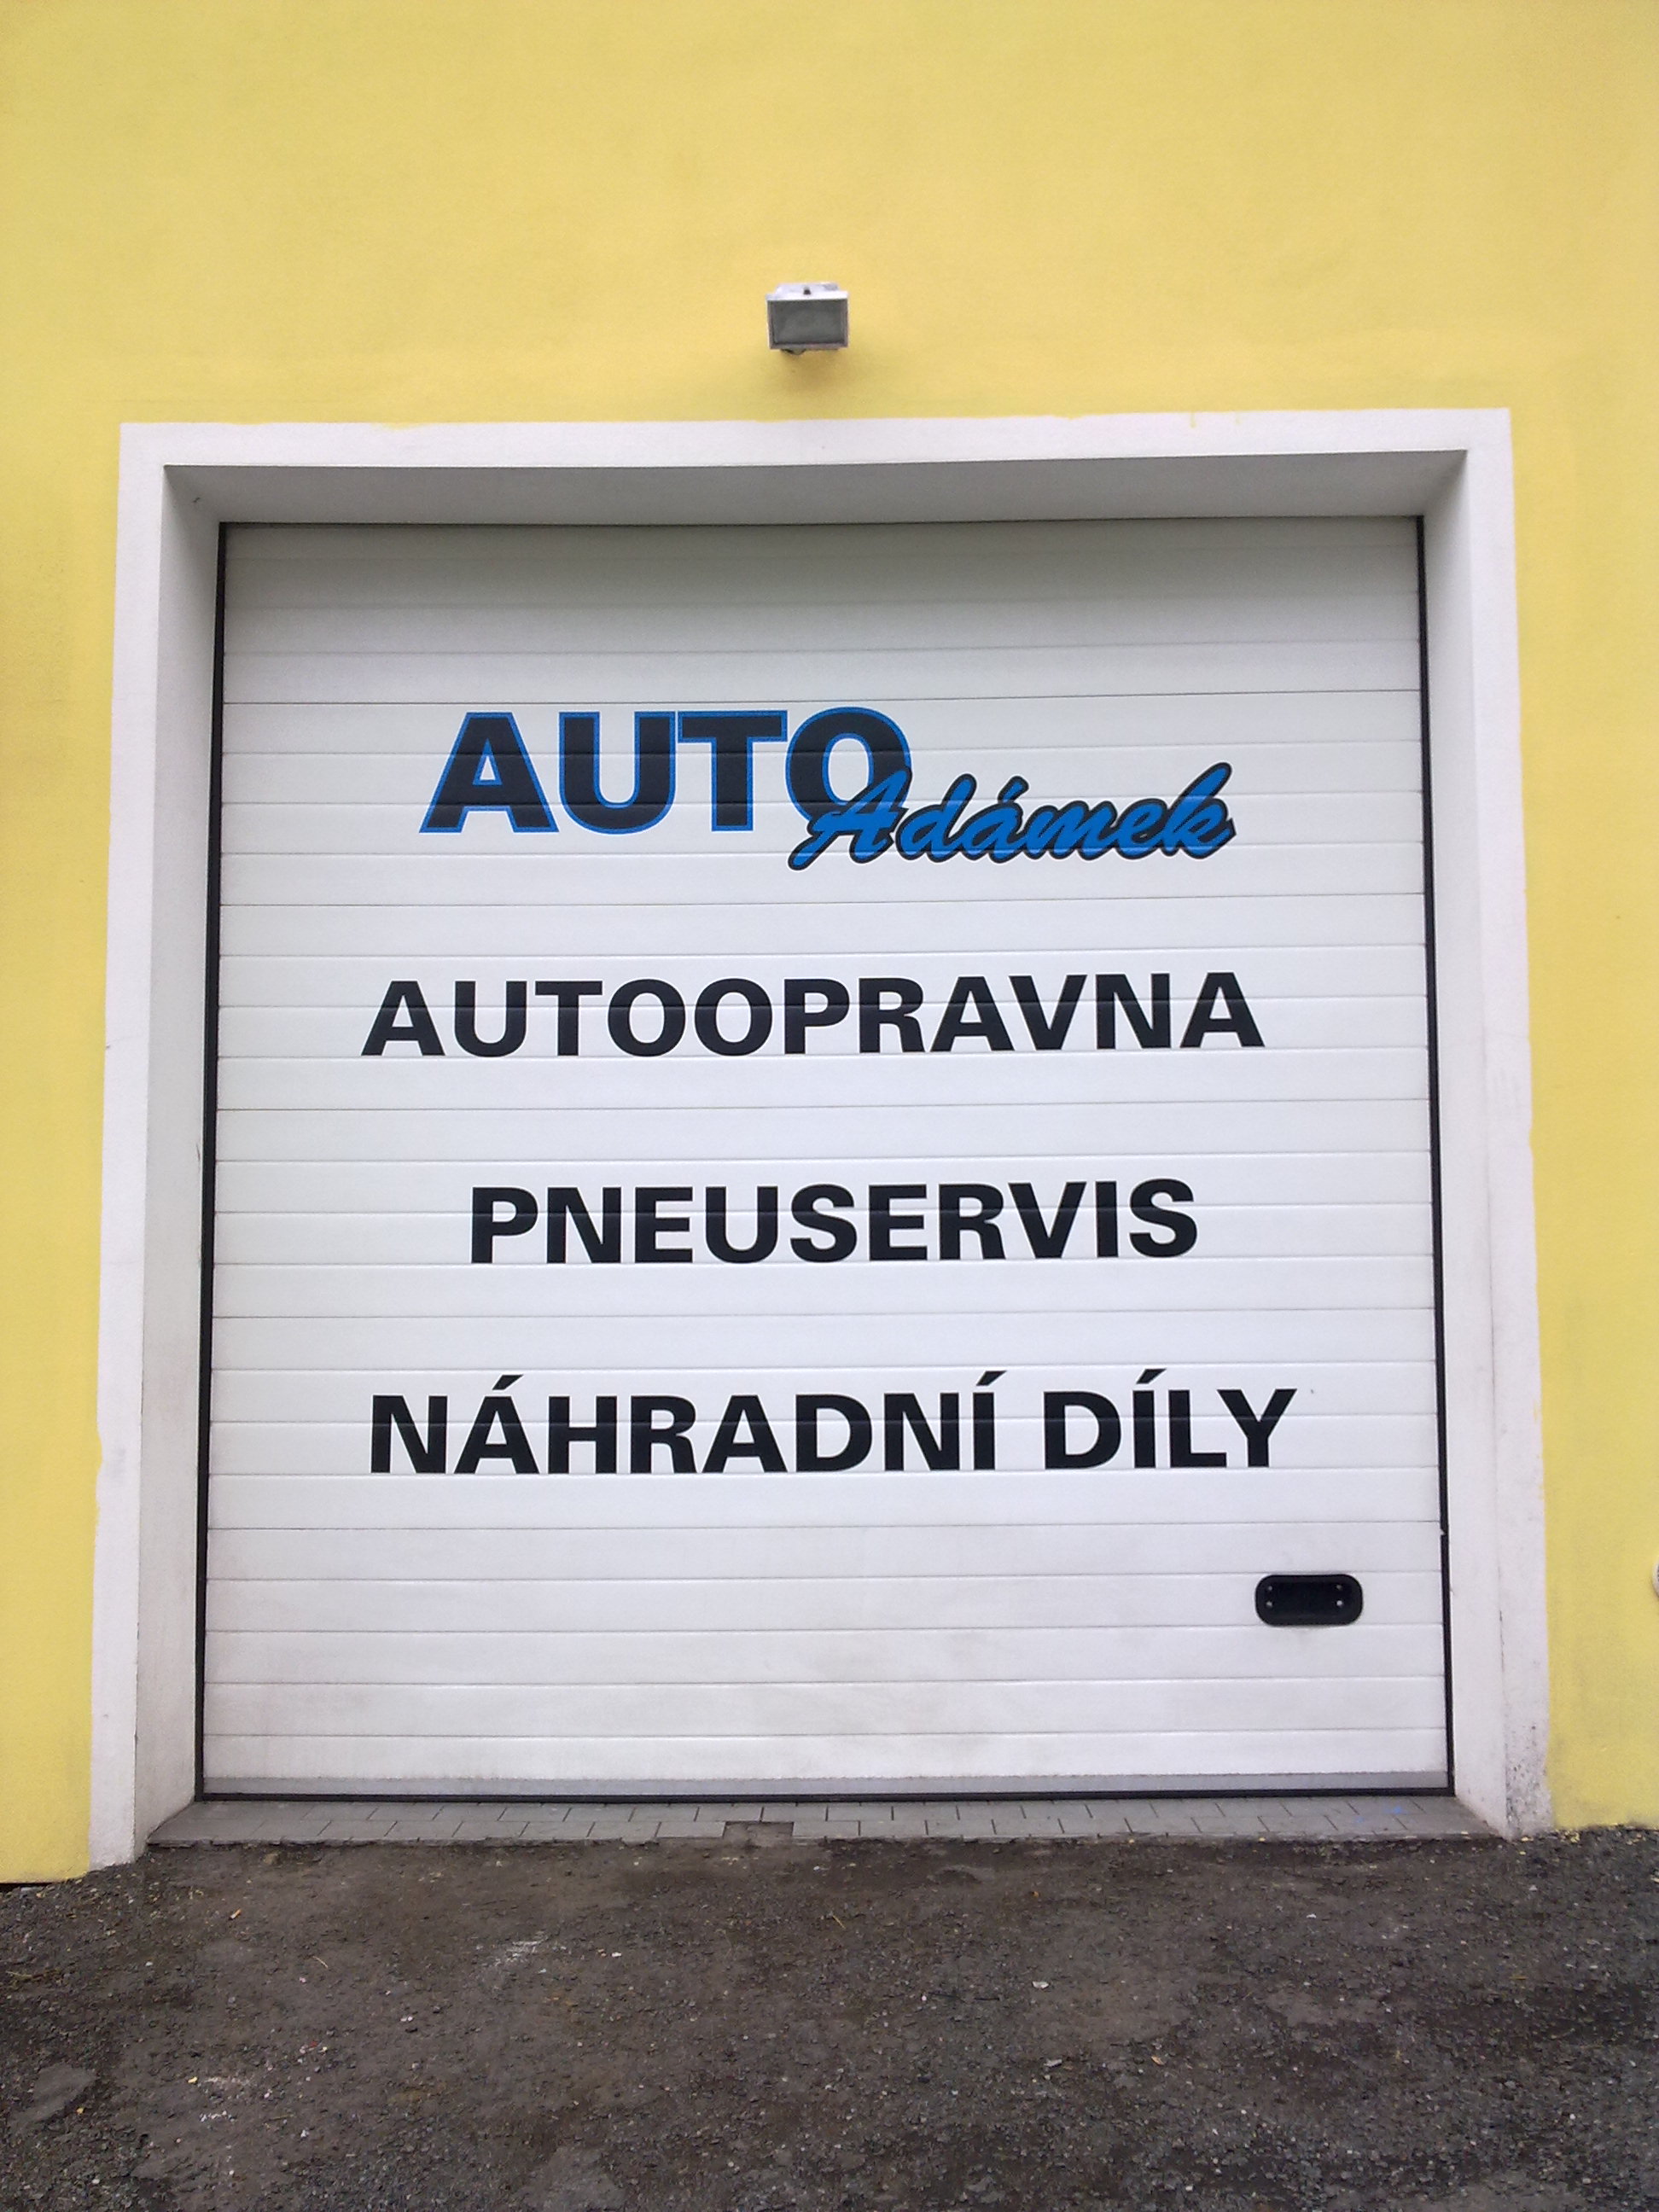 AUTO Adámek
AUTOOPRAVNA
PNEUSERVIS
NÁHRADNÍ DÍLY